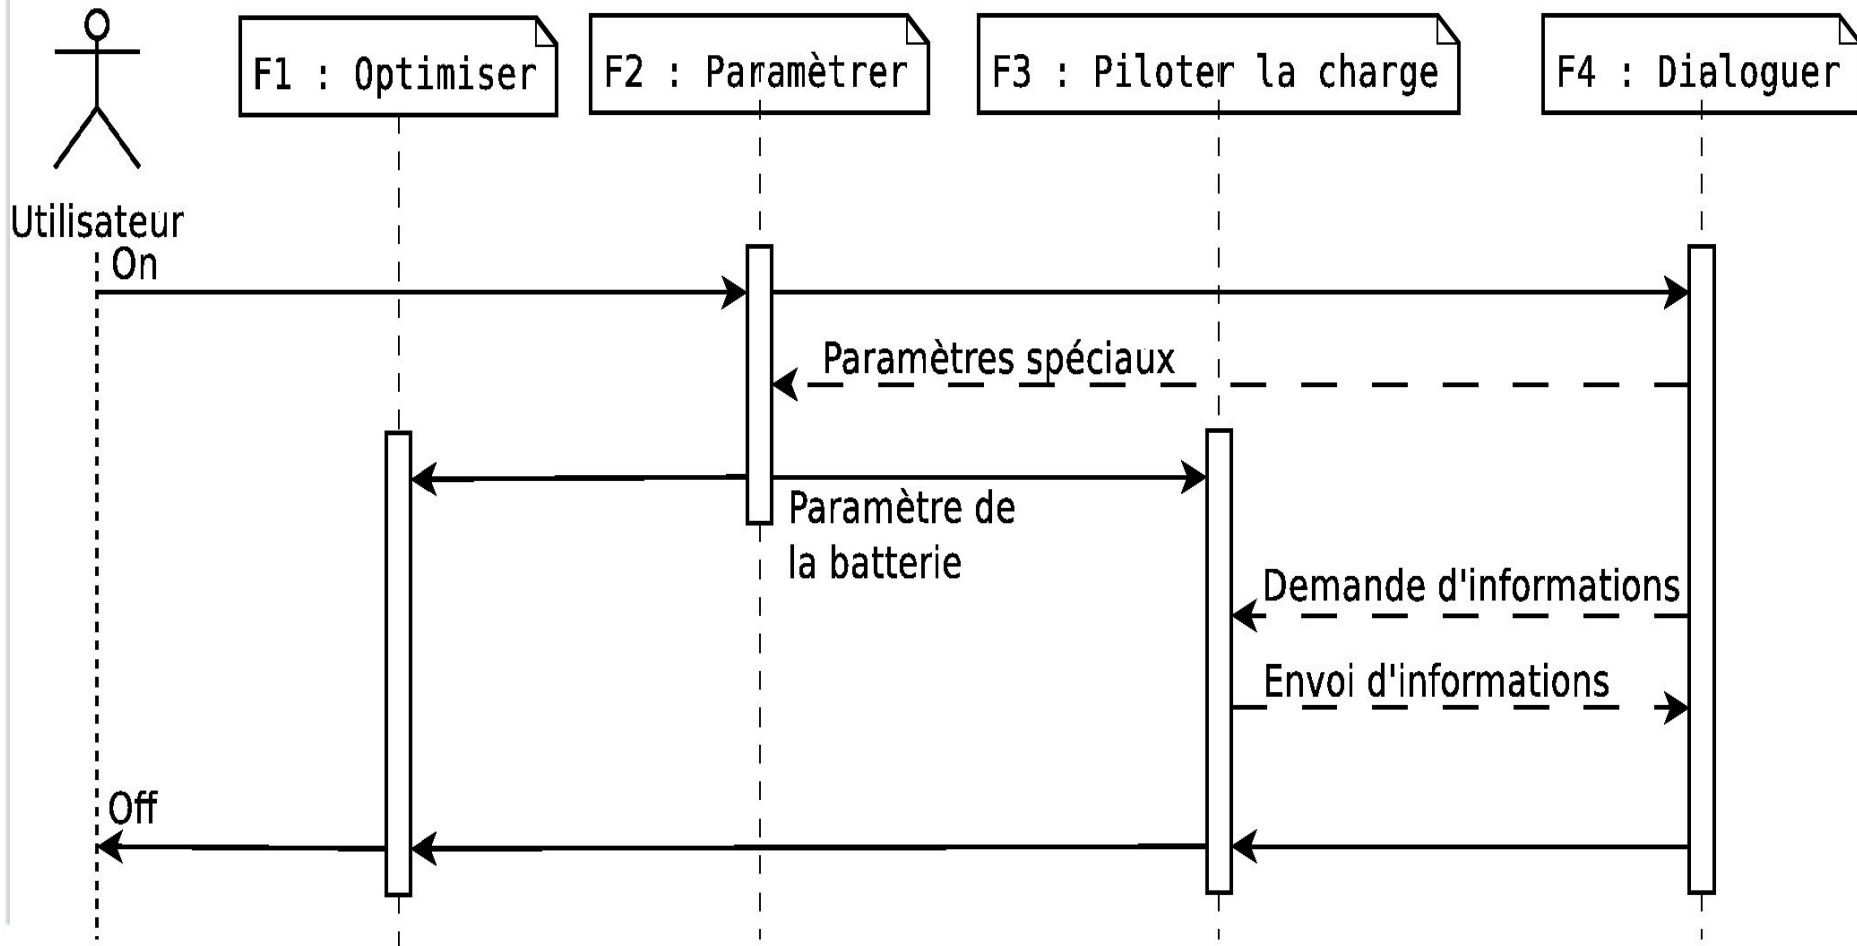 F1 : Optimiser
F2 : Paramètrer
F3 : Piloter la charge
F4 : Dialoguer
Utilisateur
On
Paramètres spéciaux
Paramètre de
la batterie
Demande d'informations
Envoi d'informations
Off